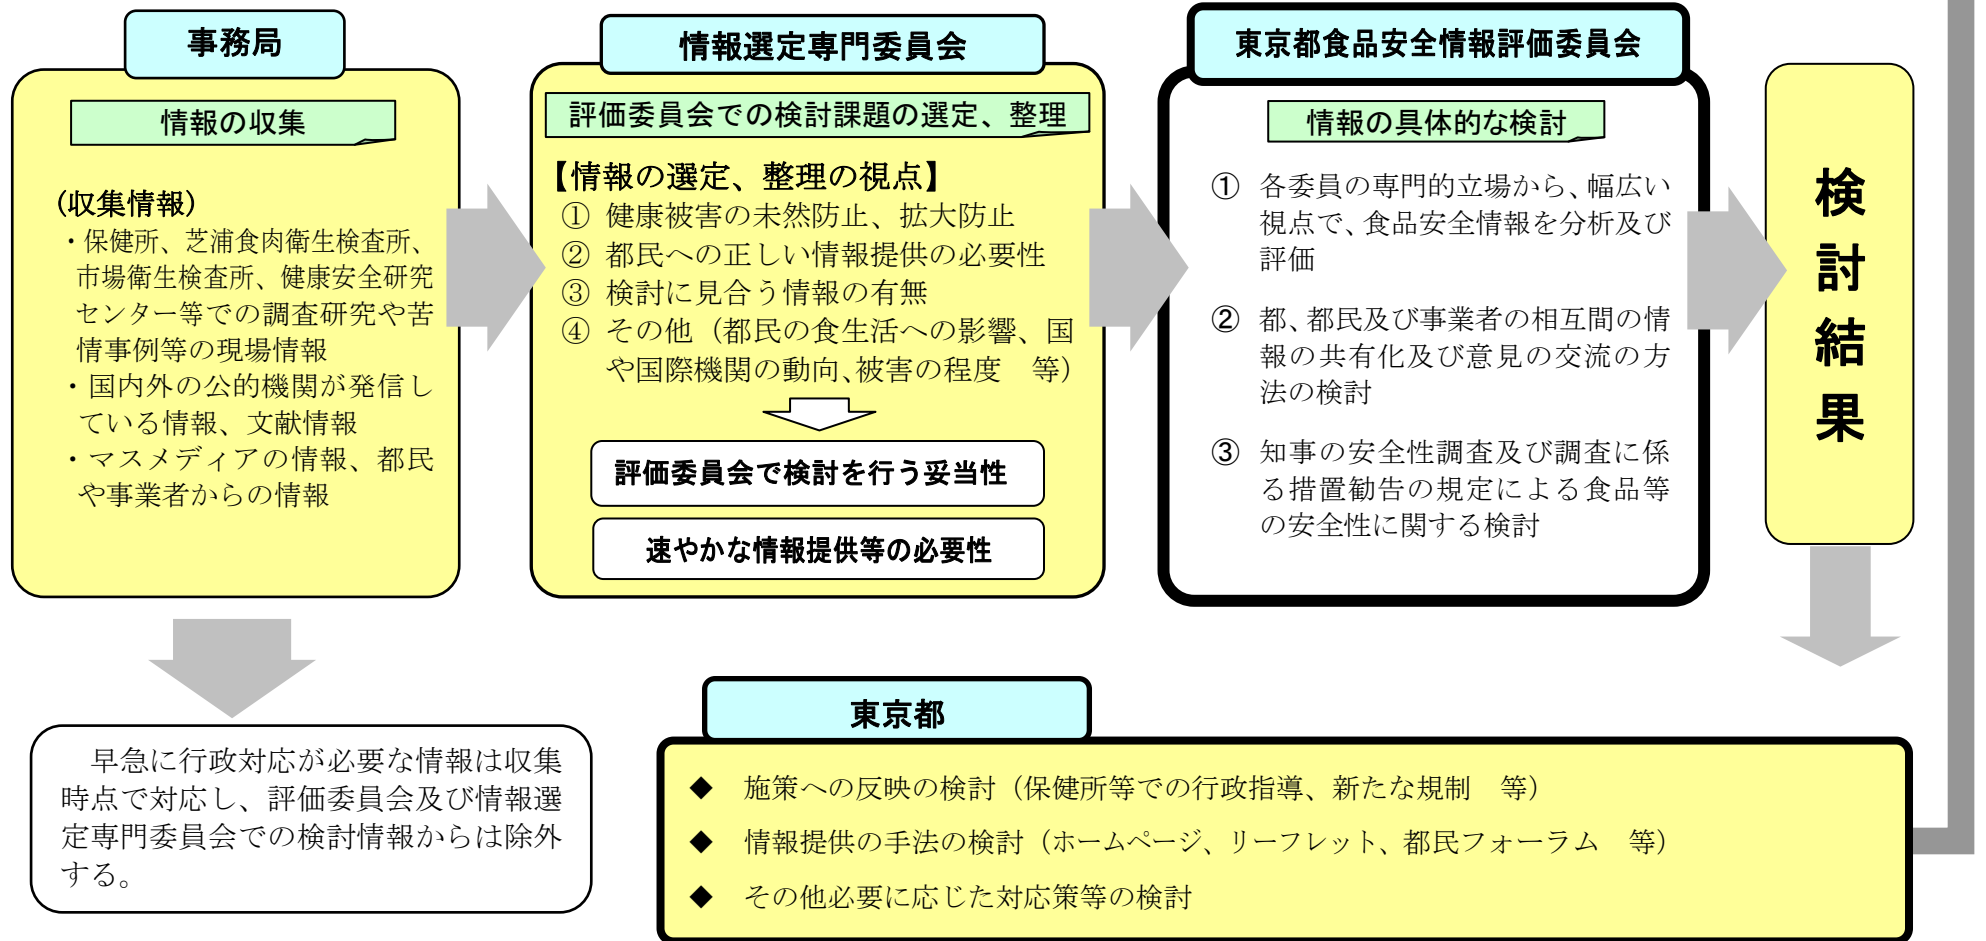 事務局
情報の収集
(収集情報)
・保健所、芝浦食肉衛生検査所、
市場衛生検査所、健康安全研究
センター等での調査研究や苦
情事例等の現場情報
・国内外の公的機関が発信し
ている情報、文献情報
・マスメディアの情報、都民
や事業者からの情報
情報選定専門委員会
評価委員会での検討課題の選定、整理
【情報の選定、整理の視点】
① 健康被害の未然防止、拡大防止
② 都民への正しい情報提供の必要性
③ 検討に見合う情報の有無
④ その他（都民の食生活への影響、国
や国際機関の動向、被害の程度　等）
評価委員会で検討を行う妥当性
速やかな情報提供等の必要性
東京都食品安全情報評価委員会
情報の具体的な検討
① 各委員の専門的立場から、幅広い
視点で、食品安全情報を分析及び
評価
② 都、都民及び事業者の相互間の情
報の共有化及び意見の交流の方
法の検討
③ 知事の安全性調査及び調査に係
る措置勧告の規定による食品等
の安全性に関する検討
検討結果
早急に行政対応が必要な情報は収集
時点で対応し、評価委員会及び情報選
定専門委員会での検討情報からは除外
する。
東京都
◆ 施策への反映の検討（保健所等での行政指導、新たな規制　等）
◆ 情報提供の手法の検討（ホームページ、リーフレット、都民フォーラム　等）
◆ その他必要に応じた対応策等の検討